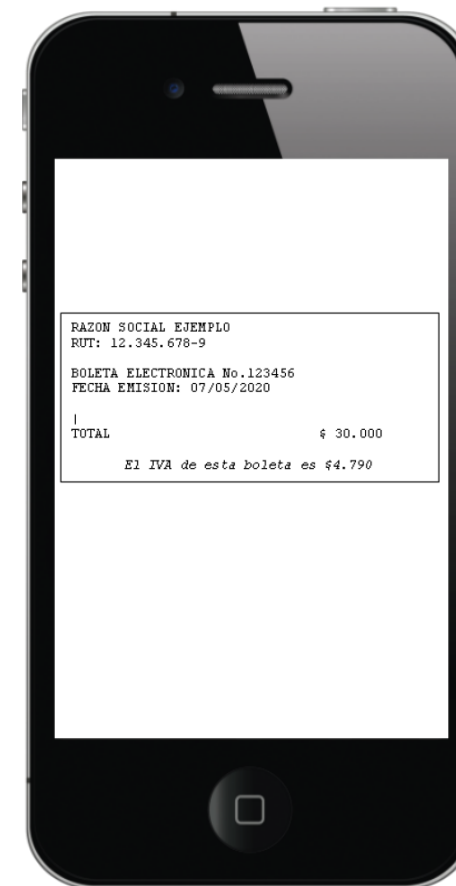 RAZON SOCIAL EJEMPLO
RUT: 12.345.678-9
BOLETA ELECTRONICA No.123456
FECHA EMISION: 07/05/2020
|
TOTAL $ 30.000
El IVA de esta boleta es $4.790